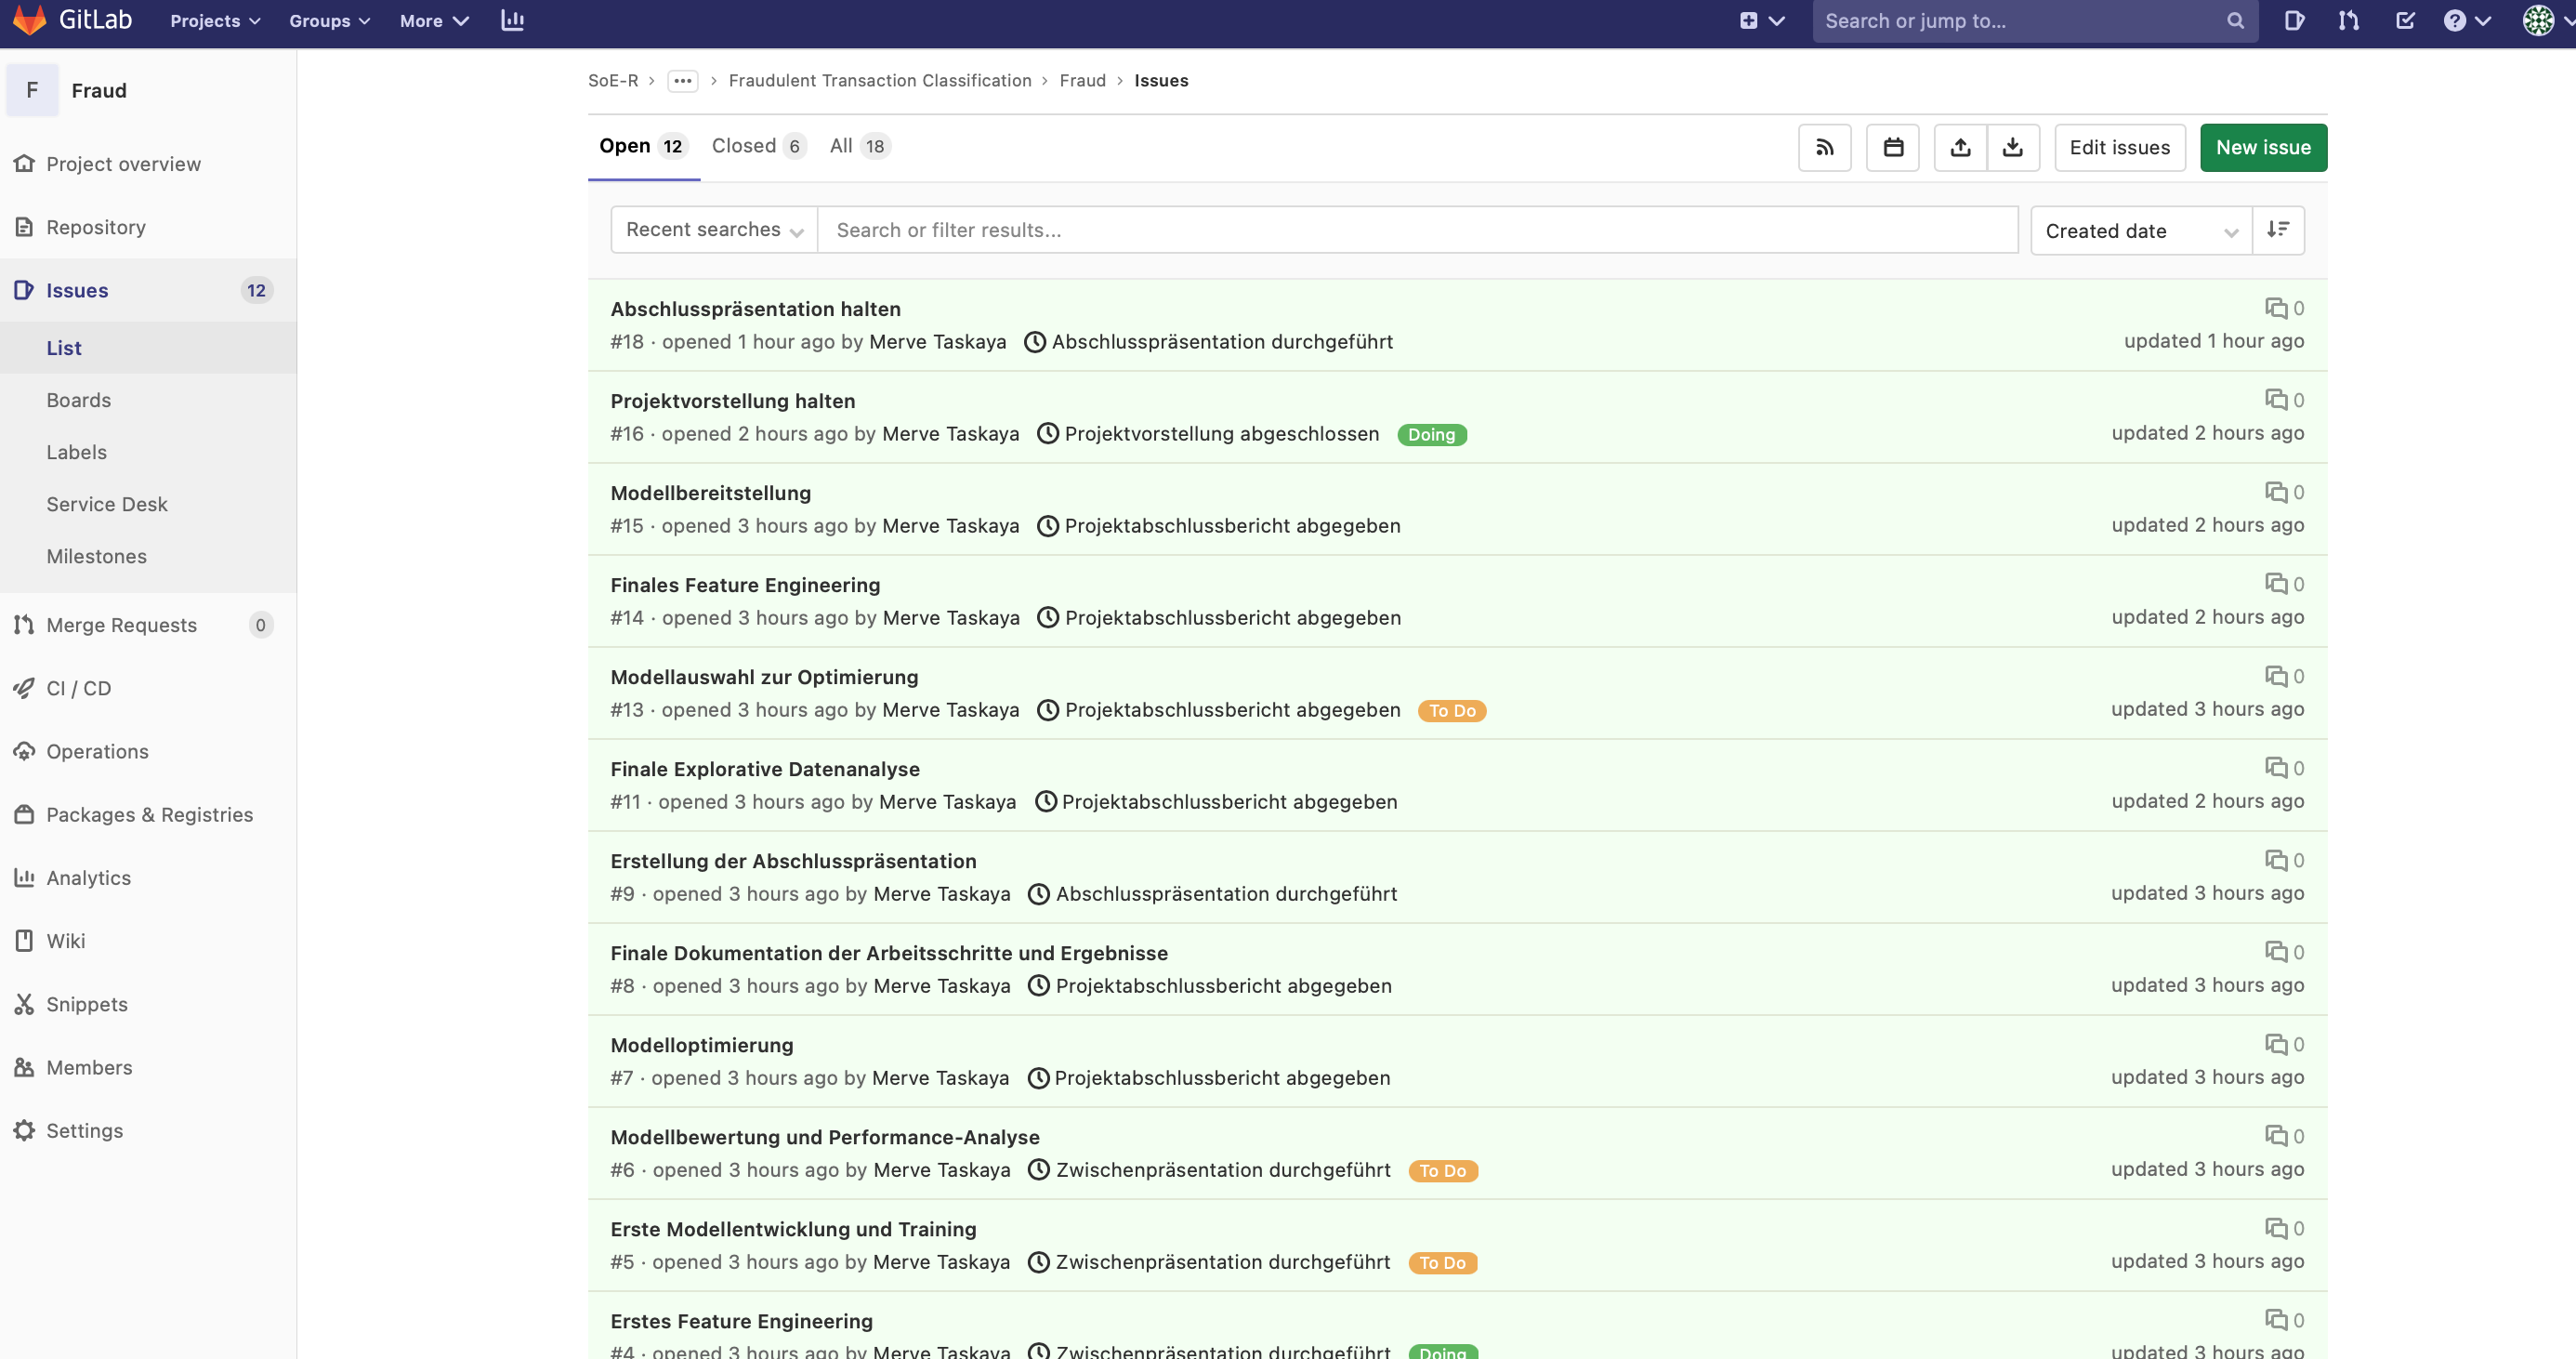 GitLab Projects Groups More Search or jump to...
F Fraud
Project overview
Repository
Issues 12
List
Boards
Labels
Service Desk
Milestones
Merge Requests 0
CI / CD
Operations
Packages & Registries
Analytics
Wiki
Snippets
Members
Settings
SoE-R > ... > Fraudulent Transaction Classification > Fraud > Issues
Open 12 Closed 6 All 18 Edit issues New issue
Recent searches Search or filter results... Created date
Abschlusspräsentation halten 0
#18 · opened 1 hour ago by Merve Taskaya Abschlusspräsentation durchgeführt updated 1 hour ago
Projektvorstellung halten 0
#16 · opened 2 hours ago by Merve Taskaya Projektvorstellung abgeschlossen Doing updated 2 hours ago
Modellbereitstellung 0
#15 · opened 3 hours ago by Merve Taskaya Projektabschlussbericht abgegeben updated 2 hours ago
Finales Feature Engineering 0
#14 · opened 3 hours ago by Merve Taskaya Projektabschlussbericht abgegeben updated 2 hours ago
Modellauswahl zur Optimierung 0
#13 · opened 3 hours ago by Merve Taskaya Projektabschlussbericht abgegeben To Do updated 3 hours ago
Finale Explorative Datenanalyse 0
#11 · opened 3 hours ago by Merve Taskaya Projektabschlussbericht abgegeben updated 2 hours ago
Erstellung der Abschlusspräsentation 0
#9 · opened 3 hours ago by Merve Taskaya Abschlusspräsentation durchgeführt updated 3 hours ago
Finale Dokumentation der Arbeitsschritte und Ergebnisse 0
#8 · opened 3 hours ago by Merve Taskaya Projektabschlussbericht abgegeben updated 3 hours ago
Modelloptimierung 0
#7 · opened 3 hours ago by Merve Taskaya Projektabschlussbericht abgegeben updated 3 hours ago
Modellbewertung und Performance-Analyse 0
#6 · opened 3 hours ago by Merve Taskaya Zwischenpräsentation durchgeführt To Do updated 3 hours ago
Erste Modellentwicklung und Training 0
#5 · opened 3 hours ago by Merve Taskaya Zwischenpräsentation durchgeführt To Do updated 3 hours ago
Erstes Feature Engineering 0
#4 · opened 3 hours ago by Merve Taskaya Zwischenpräsentation durchgeführt Doing updated 3 hours ago